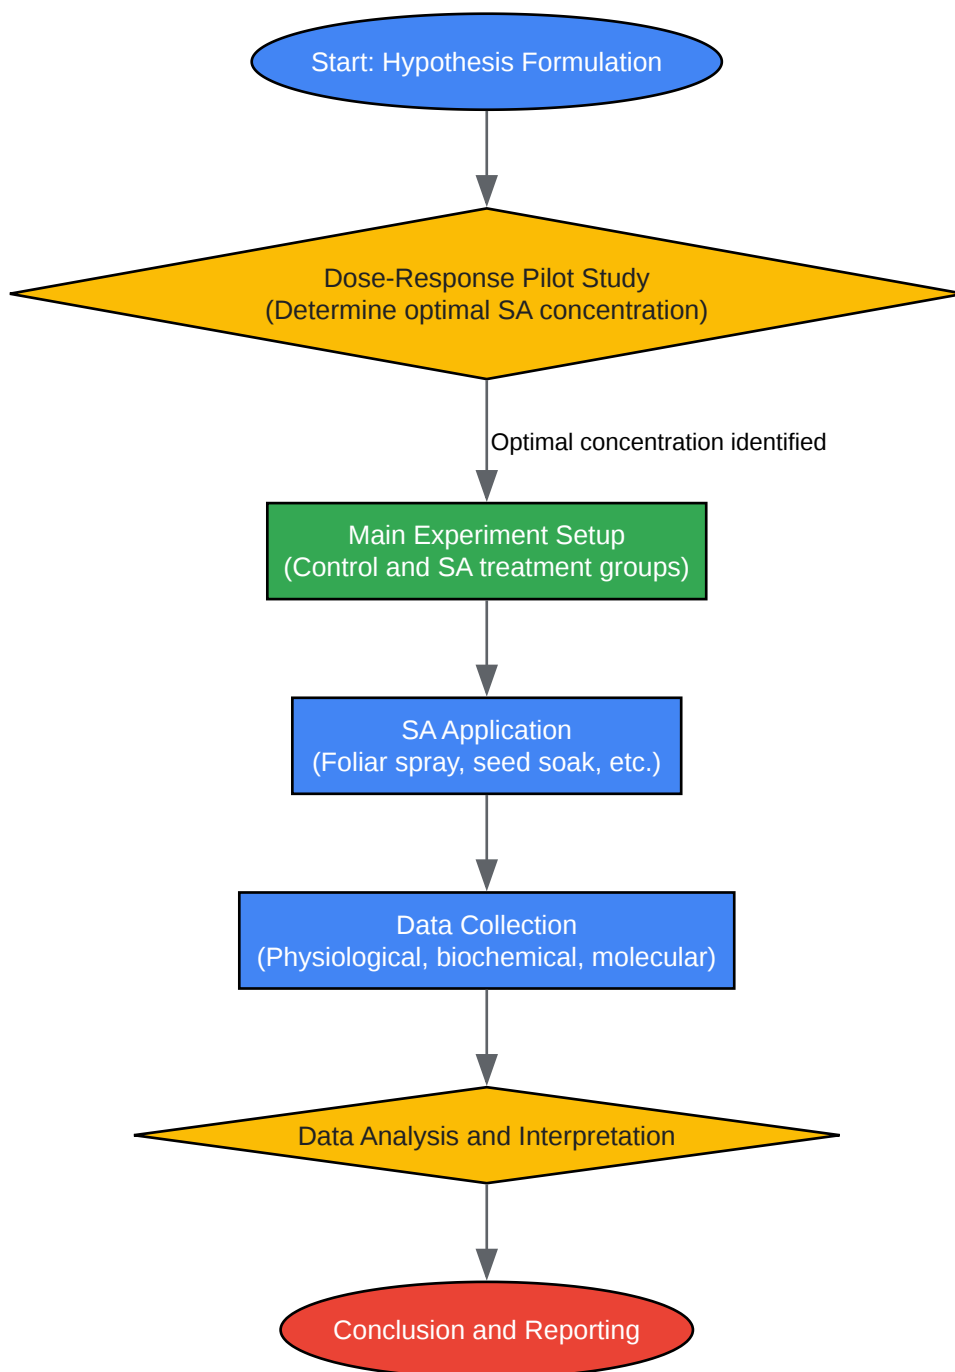 Start: Hypothesis Formulation
Dose-Response Pilot Study
(Determine optimal SA concentration)
Optimal concentration identified
Main Experiment Setup
(Control and SA treatment groups)
SA Application
(Foliar spray, seed soak, etc.)
Data Collection
(Physiological, biochemical, molecular)
Data Analysis and Interpretation
Conclusion and Reporting